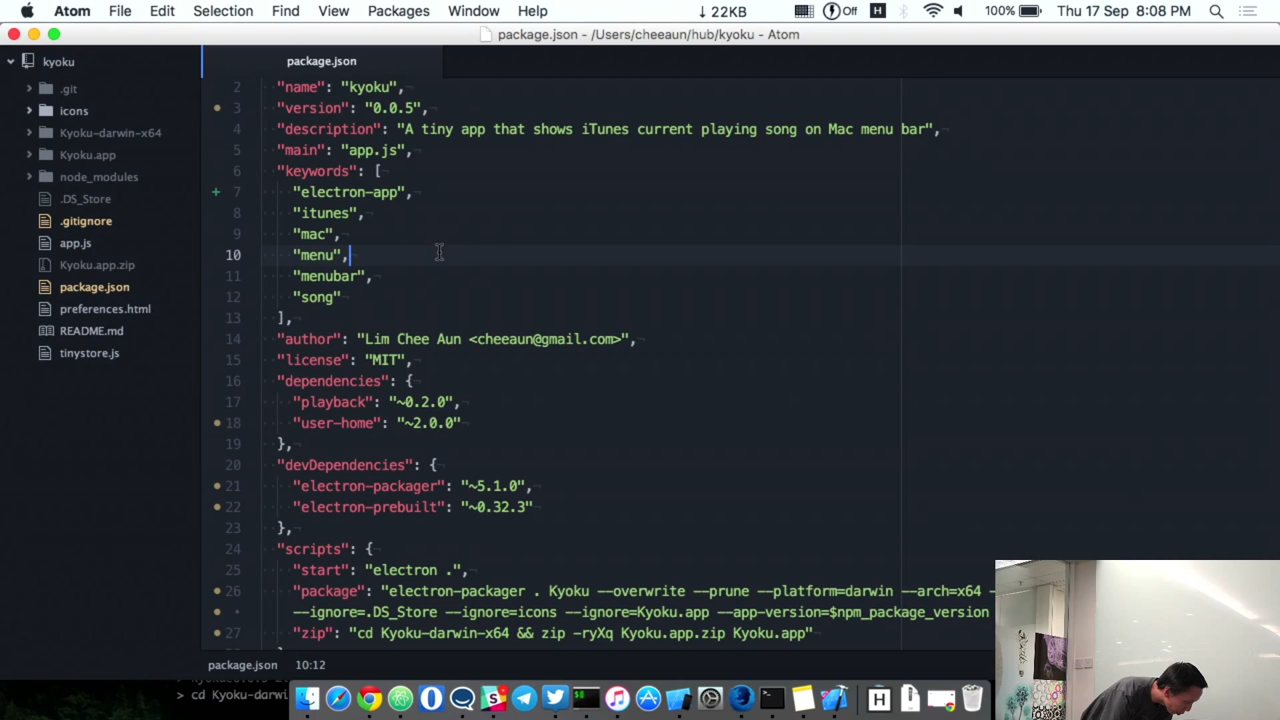 Atom File Edit Selection Find View Packages Window Help ↓ 22KB Off H 100% Thu 17 Sep 8:08 PM
package.json - /Users/cheeaun/hub/kyoku - Atom
kyoku
.git
icons
Kyoku-darwin-x64
Kyoku.app
node_modules
.DS_Store
.gitignore
app.js
Kyoku.app.zip
package.json
preferences.html
README.md
tinystore.js
package.json
2 "name": "kyoku",
3 "version": "0.0.5",
4 "description": "A tiny app that shows iTunes current playing song on Mac menu bar",
5 "main": "app.js",
6 "keywords": [
+ 7 "electron-app",
8 "itunes",
9 "mac",
10 "menu",
11 "menubar",
12 "song"
13 ],
14 "author": "Lim Chee Aun <cheeaun@gmail.com>",
15 "license": "MIT",
16 "dependencies": {
17 "playback": "~0.2.0",
18 "user-home": "~2.0.0"
19 },
20 "devDependencies": {
21 "electron-packager": "~5.1.0",
22 "electron-prebuilt": "~0.32.3"
23 },
24 "scripts": {
25 "start": "electron .",
26 "package": "electron-packager . Kyoku --overwrite --prune --platform=darwin --arch=x64
--ignore=.DS_Store --ignore=icons --ignore=Kyoku.app --app-version=$npm_package_version
27 "zip": "cd Kyoku-darwin-x64 && zip -ryXq Kyoku.app.zip Kyoku.app"
package.json 10:12
> cd Kyoku-darwi